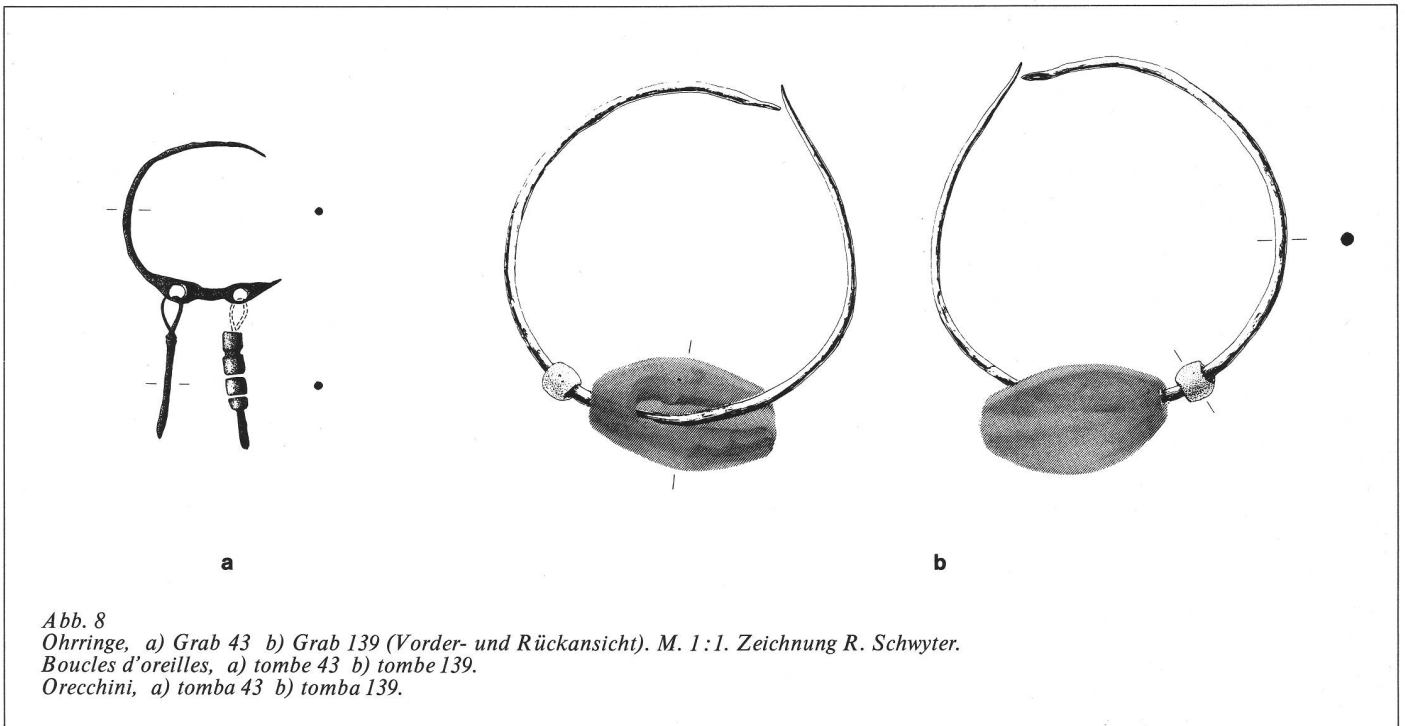 a
b
Abb. 8
Ohrringe, a) Grab 43 b) Grab 139 (Vorder- und Rückansicht). M. 1:1. Zeichnung R. Schwyter.
Boucles d'oreilles, a) tombe 43 b) tombe 139.
Orecchini, a) tomba 43 b) tomba 139.